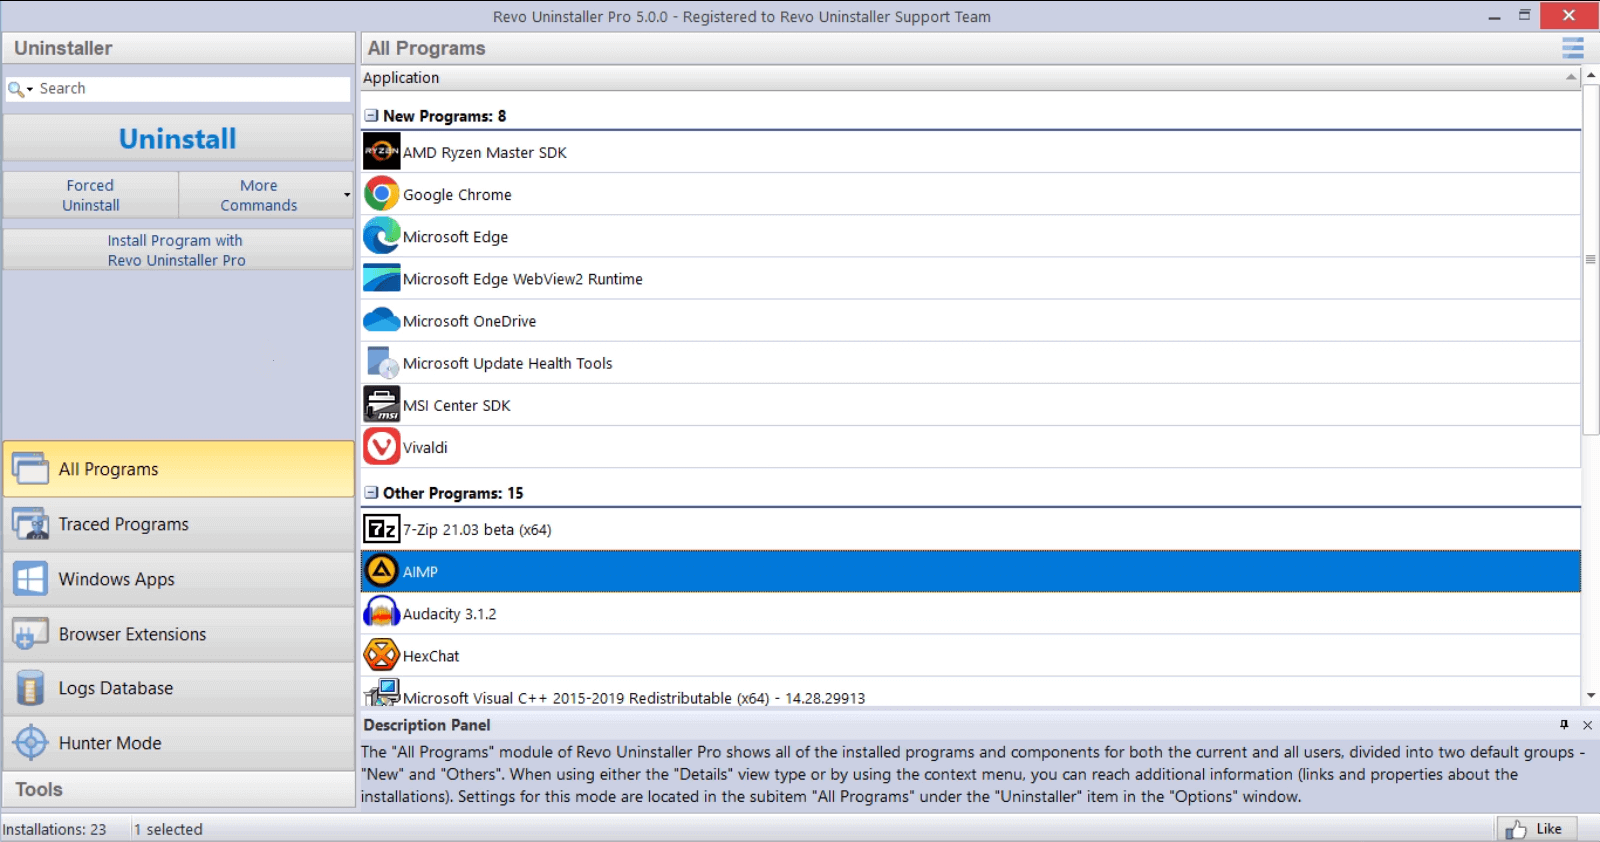 Revo Uninstaller Pro 5.0.0 - Registered to Revo Uninstaller Support Team
Uninstaller
Search
Uninstall
Forced
Uninstall
More
Commands
Install Program with
Revo Uninstaller Pro
All Programs
Traced Programs
Windows Apps
Browser Extensions
Logs Database
Hunter Mode
Tools
All Programs
Application
New Programs: 8
RYZEN
AMD Ryzen Master SDK
Google Chrome
Microsoft Edge
Microsoft Edge WebView2 Runtime
Microsoft OneDrive
Microsoft Update Health Tools
msi
MSI Center SDK
Vivaldi
Other Programs: 15
7z
7-Zip 21.03 beta (x64)
AIMP
Audacity 3.1.2
HexChat
Microsoft Visual C++ 2015-2019 Redistributable (x64) - 14.28.29913
Description Panel
The "All Programs" module of Revo Uninstaller Pro shows all of the installed programs and components for both the current and all users, divided into two default groups -
"New" and "Others". When using either the "Details" view type or by using the context menu, you can reach additional information (links and properties about the
installations). Settings for this mode are located in the subitem "All Programs" under the "Uninstaller" item in the "Options" window.
Installations: 23
1 selected
Like